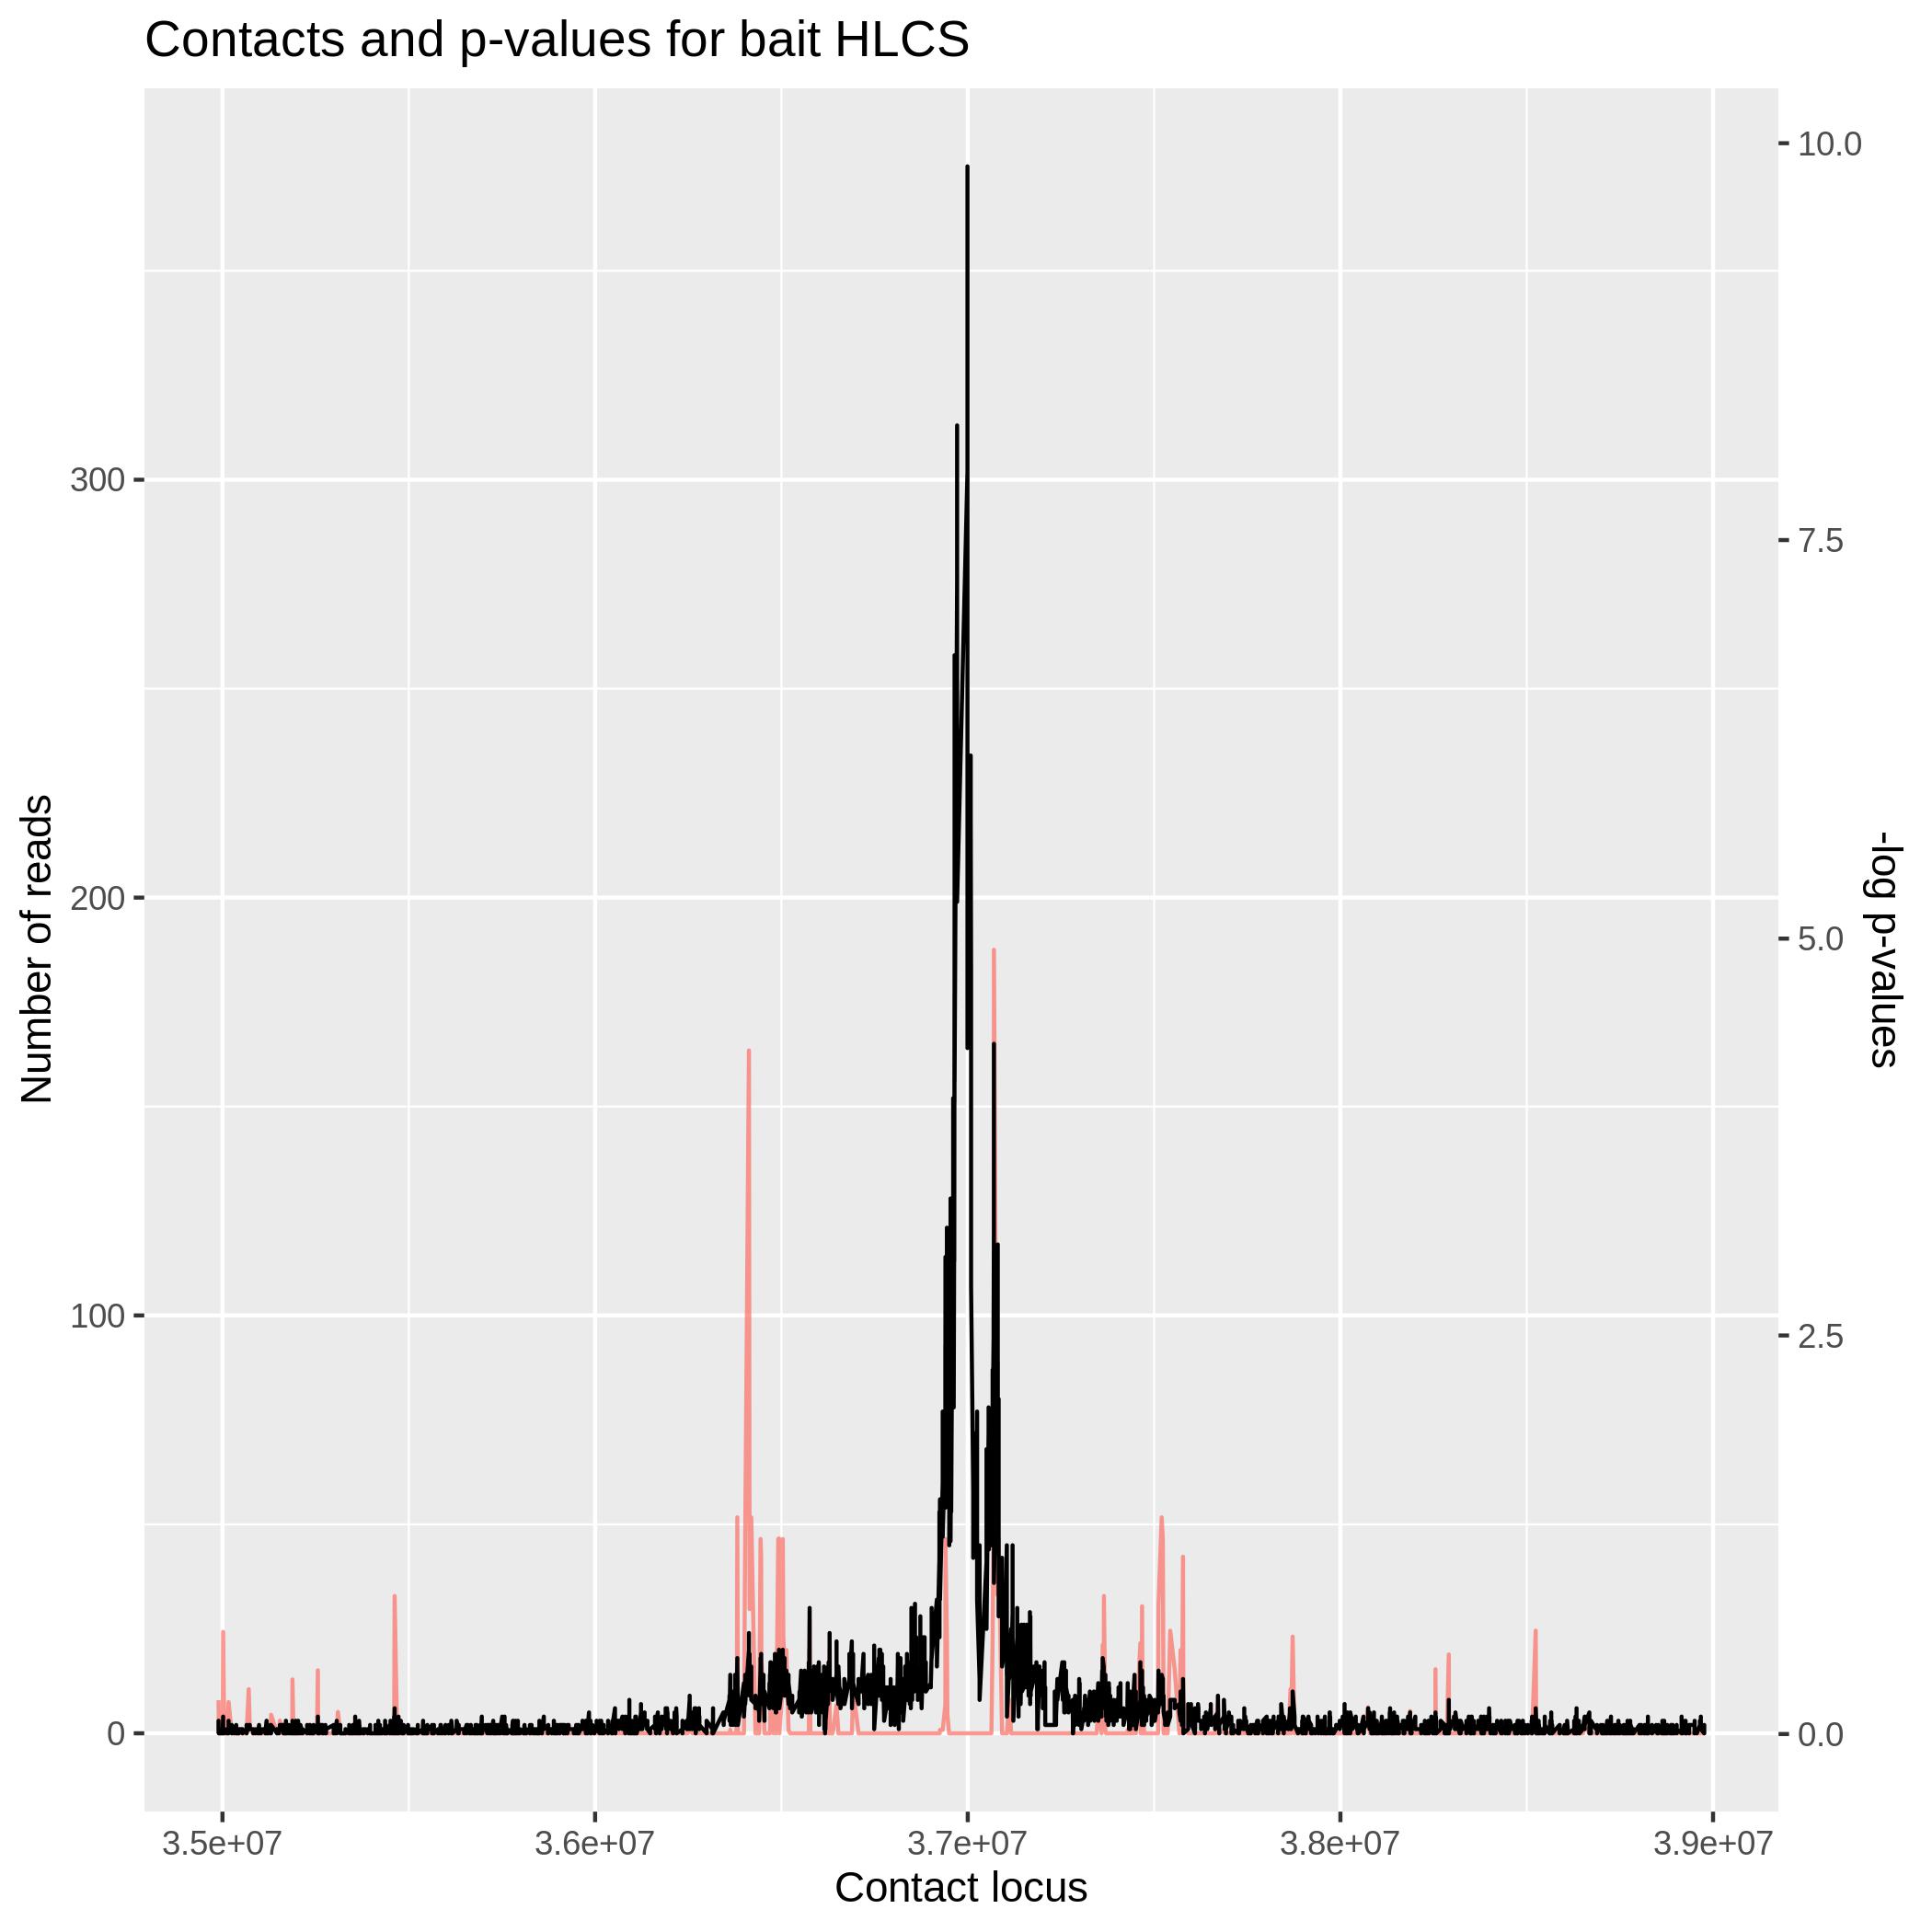 Contacts and p-values for bait HLCS
10.0
7.5
5.0
2.5
0.0
-log p-values
300
200
100
0
Number of reads
3.5e+07
3.6e+07
3.7e+07
3.8e+07
3.9e+07
Contact locus